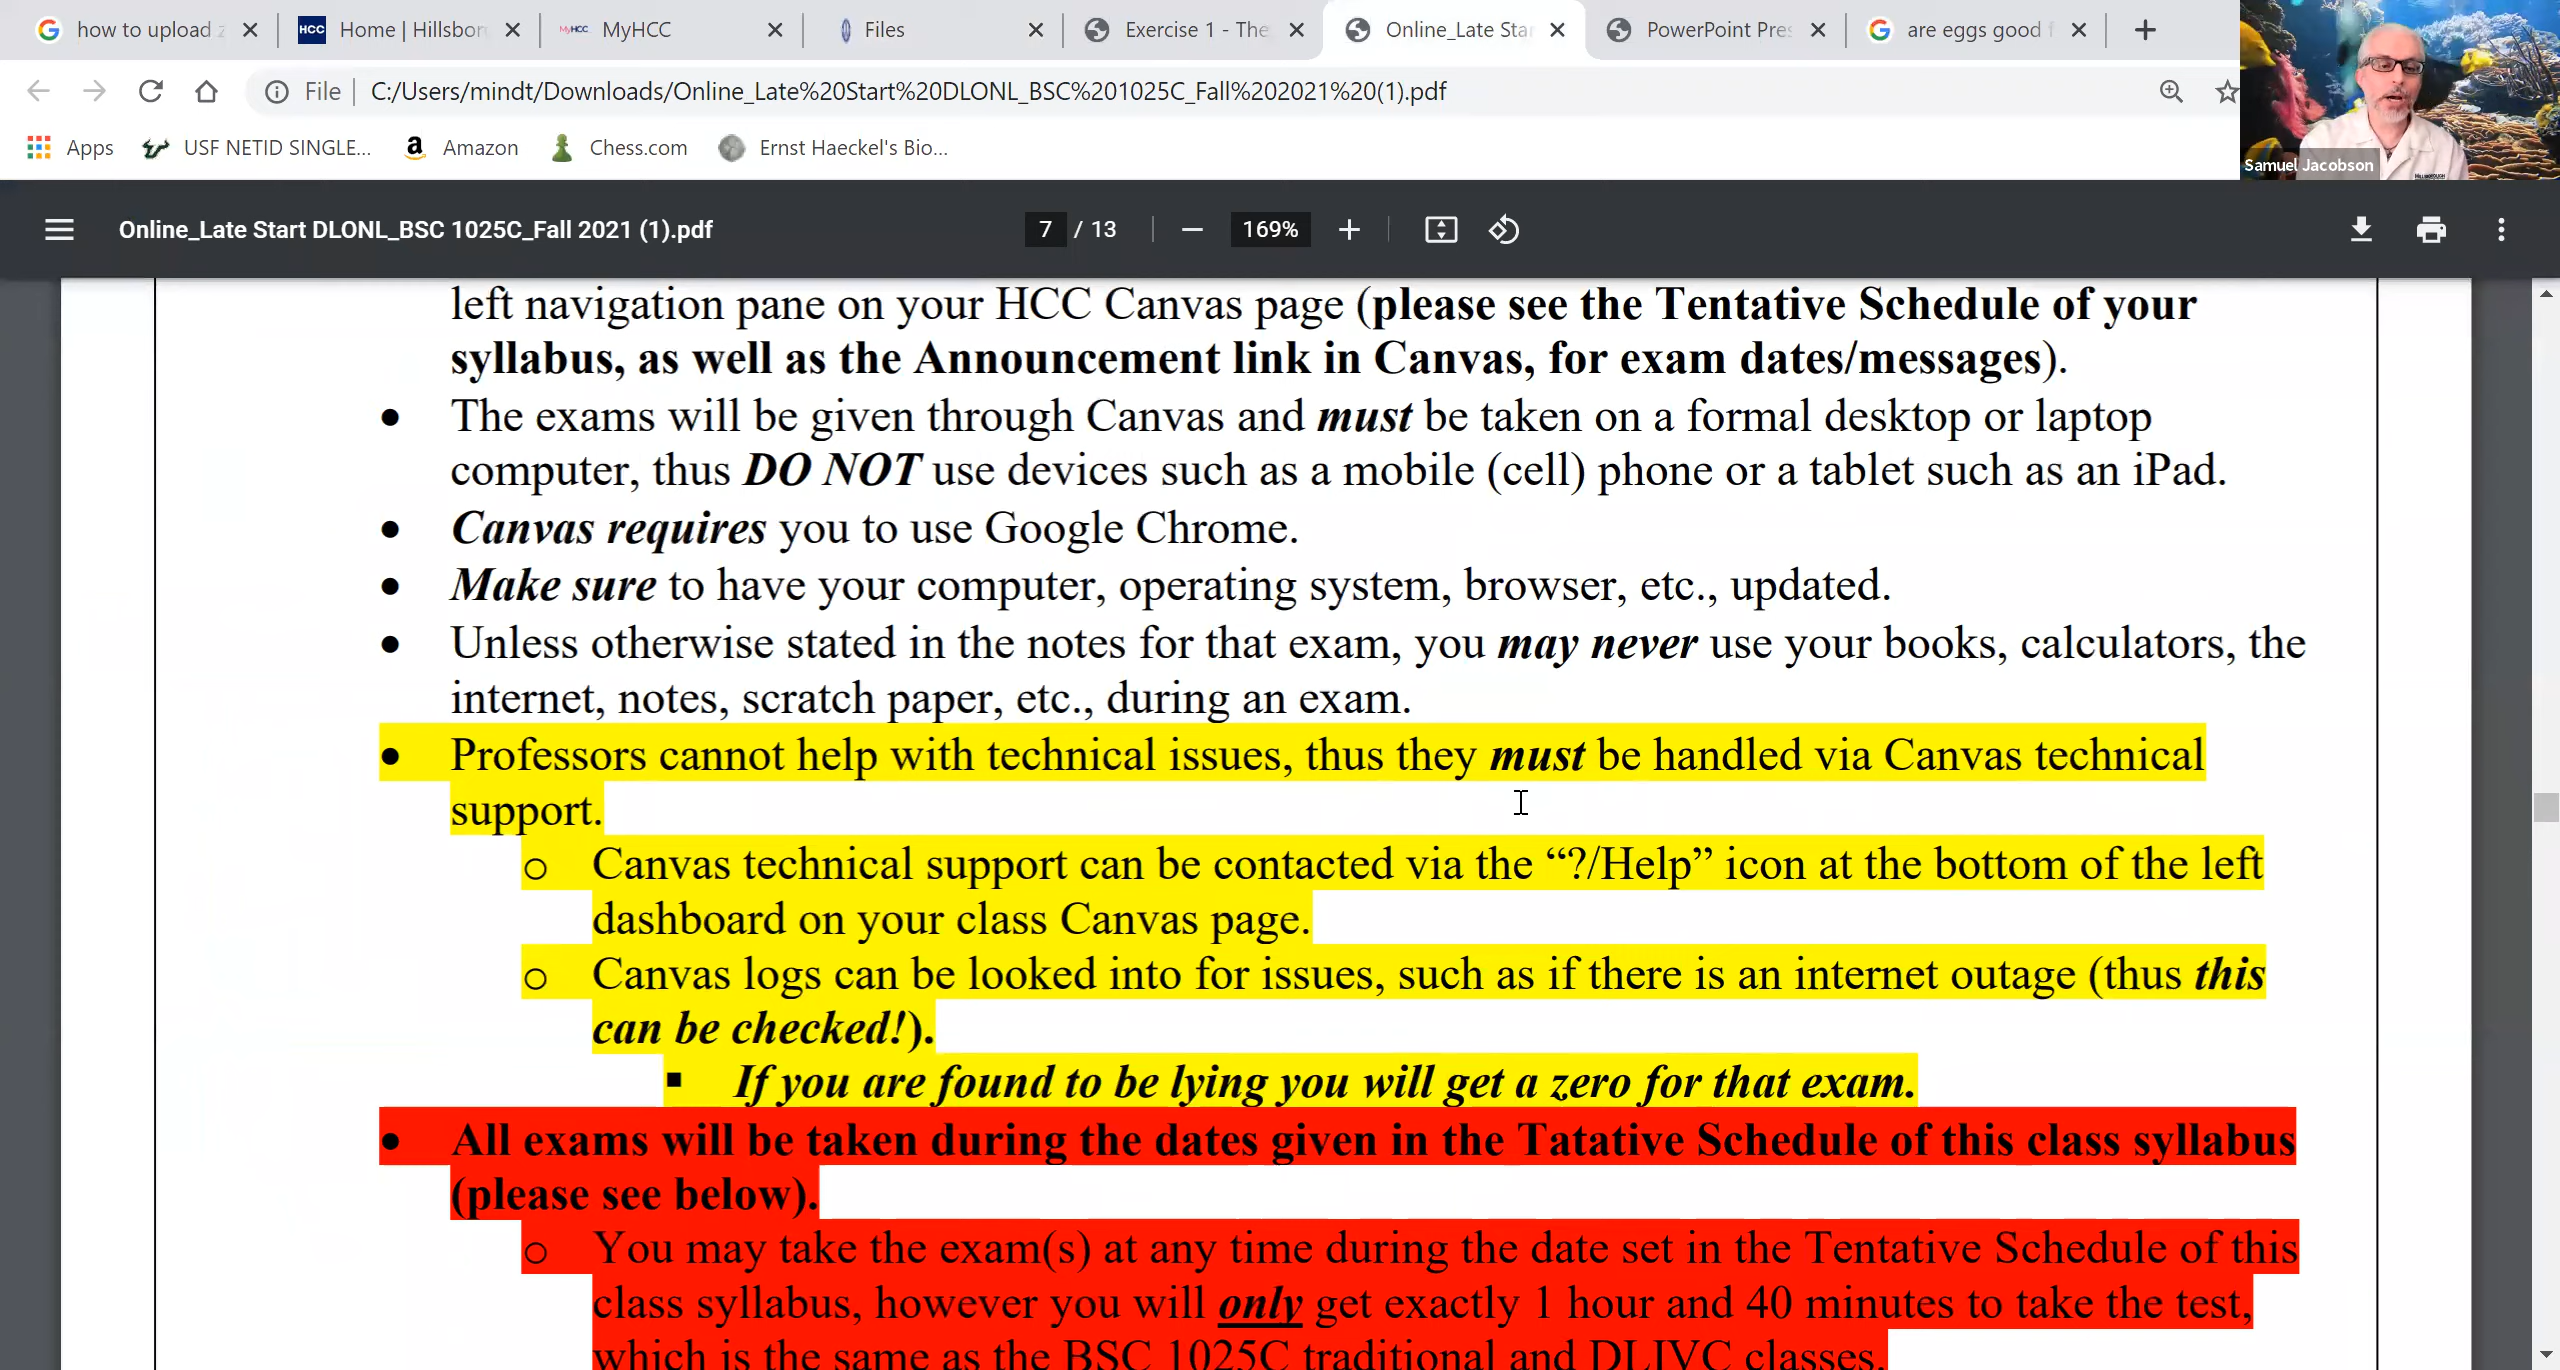 how to upload z
Home | Hillsbor
MyHCC
MyHCC
Files
Exercise 1 - The
Online_Late Star
PowerPoint Pres
are eggs good f
File
C:/Users/mindt/Downloads/Online_Late%20Start%20DLONL_BSC%201025C_Fall%202021%20(1).pdf
Apps
USF NETID SINGLE...
Amazon
Chess.com
Ernst Haeckel's Bio...
Samuel Jacobson
Online_Late Start DLONL_BSC 1025C_Fall 2021 (1).pdf
7 / 13
169%
left navigation pane on your HCC Canvas page (please see the Tentative Schedule of your
syllabus, as well as the Announcement link in Canvas, for exam dates/messages).
• The exams will be given through Canvas and must be taken on a formal desktop or laptop
computer, thus DO NOT use devices such as a mobile (cell) phone or a tablet such as an iPad.
• Canvas requires you to use Google Chrome.
• Make sure to have your computer, operating system, browser, etc., updated.
• Unless otherwise stated in the notes for that exam, you may never use your books, calculators, the
internet, notes, scratch paper, etc., during an exam.
• Professors cannot help with technical issues, thus they must be handled via Canvas technical
support.
o Canvas technical support can be contacted via the “?/Help” icon at the bottom of the left
dashboard on your class Canvas page.
o Canvas logs can be looked into for issues, such as if there is an internet outage (thus this
can be checked!).
▪ If you are found to be lying you will get a zero for that exam.
• All exams will be taken during the dates given in the Tatative Schedule of this class syllabus
(please see below).
o You may take the exam(s) at any time during the date set in the Tentative Schedule of this
class syllabus, however you will only get exactly 1 hour and 40 minutes to take the test,
which is the same as the BSC 1025C traditional and DLIVC classes.